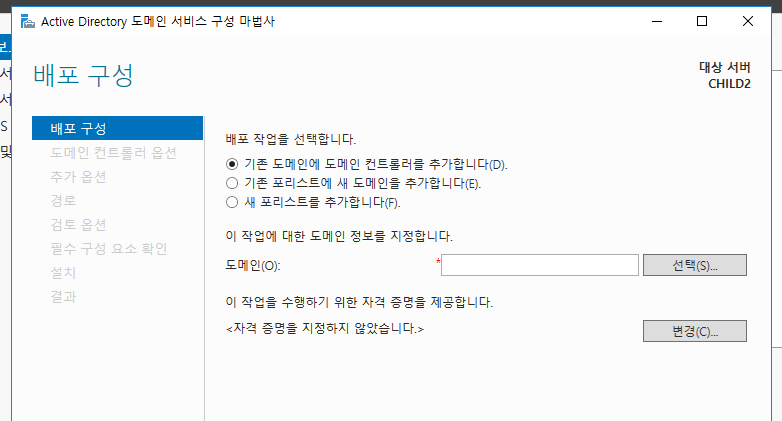 Active Directory 도메인 서비스 구성 마법사
배포 구성
대상 서버
CHILD2
배포 구성
도메인 컨트롤러 옵션
추가 옵션
경로
검토 옵션
필수 구성 요소 확인
설치
결과
배포 작업을 선택합니다.
기존 도메인에 도메인 컨트롤러를 추가합니다(D).
기존 포리스트에 새 도메인을 추가합니다(E).
새 포리스트를 추가합니다(F).
이 작업에 대한 도메인 정보를 지정합니다.
도메인(O): * 선택(S)...
이 작업을 수행하기 위한 자격 증명을 제공합니다.
<자격 증명을 지정하지 않았습니다.> 변경(C)...
서
서
S
및